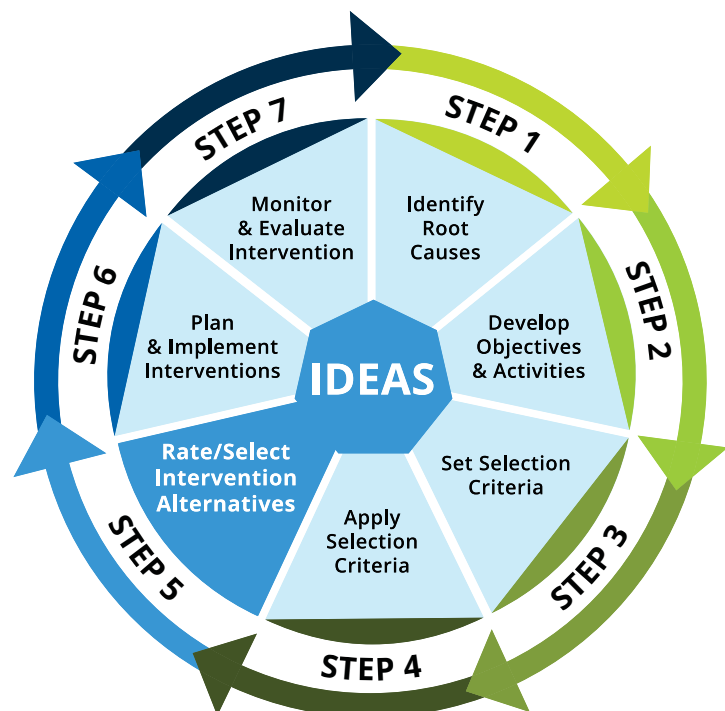 STEP 1
Identify
Root
Causes
STEP 2
Develop
Objectives
& Activities
STEP 3
Set Selection
Criteria
STEP 4
Apply
Selection
Criteria
STEP 5
Rate/Select
Intervention
Alternatives
STEP 6
Plan
& Implement
Interventions
STEP 7
Monitor
& Evaluate
Intervention
IDEAS